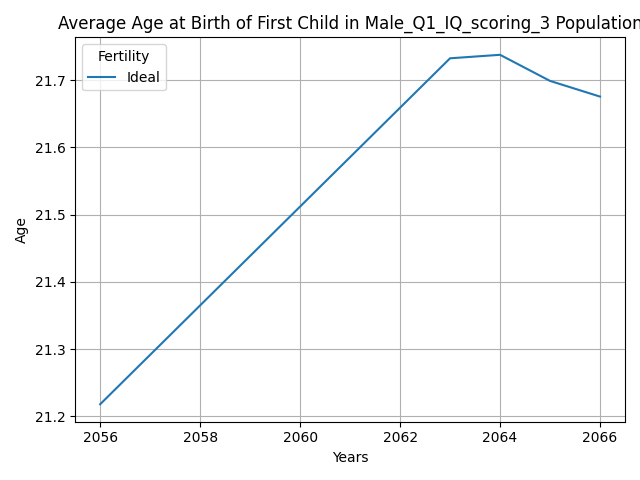 Average Age at Birth of First Child in Male_Q1_IQ_scoring_3 Population
Fertility
Ideal
21.7
21.6
21.5
21.4
21.3
21.2
Age
2056 2058 2060 2062 2064 2066
Years